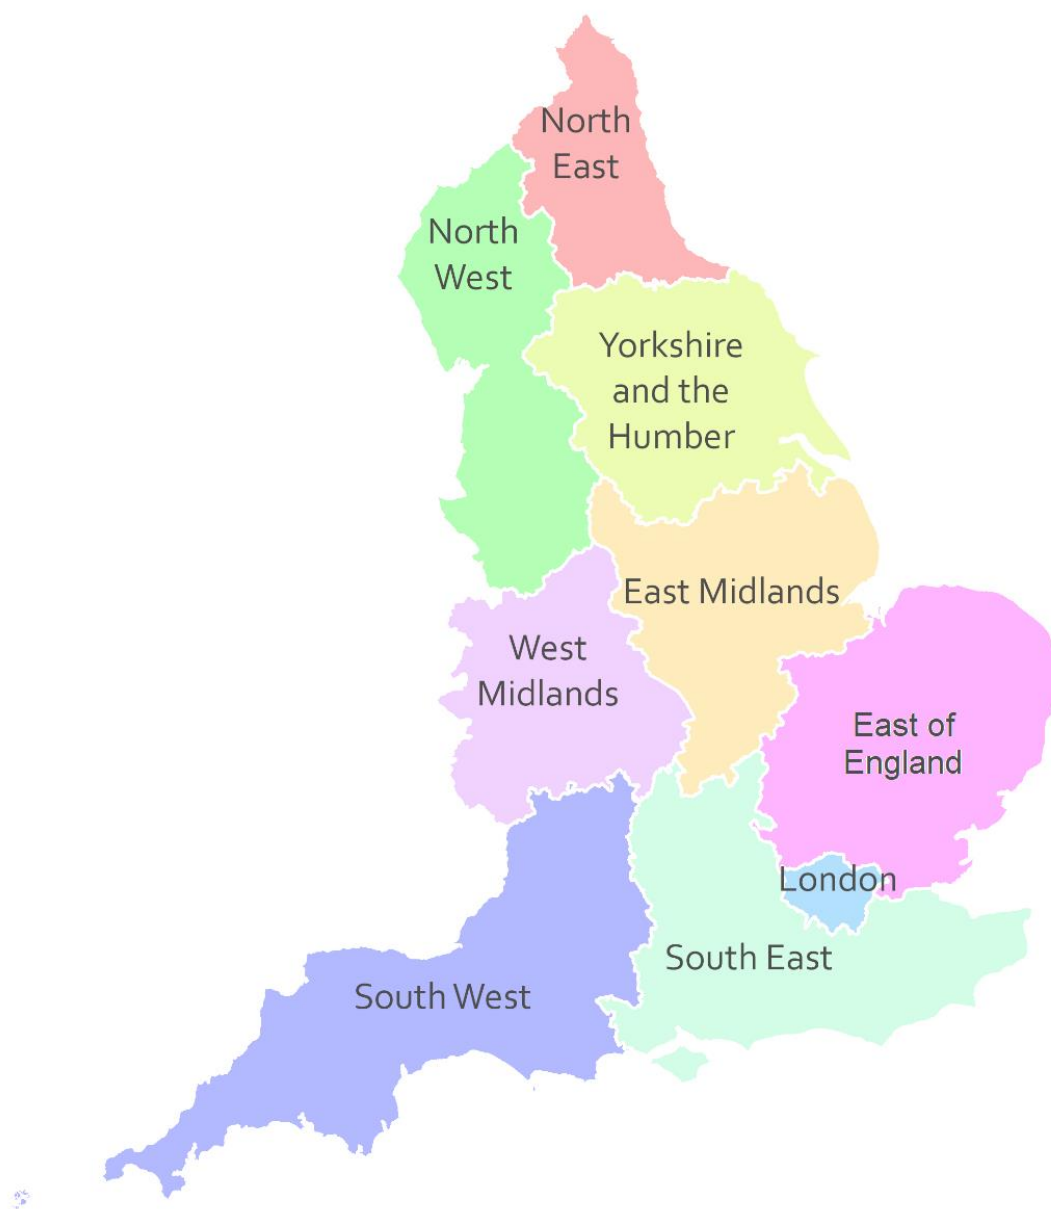 North
East
North
West
Yorkshire
and the
Humber
East Midlands
West
Midlands
East of
England
London
South East
South West